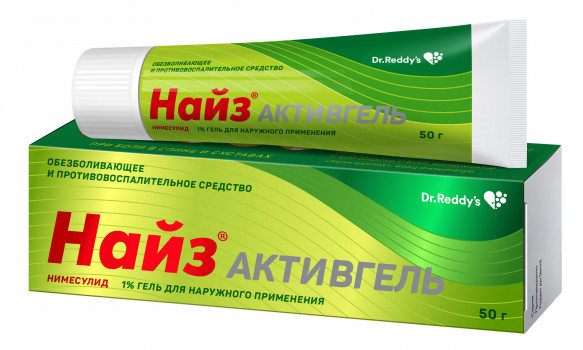 ОБЕЗБОЛИВАЮЩЕЕ
И ПРОТИВОВОСПАЛИТЕЛЬНОЕ СРЕДСТВО
Dr.Reddy's
Найз® АКТИВГЕЛЬ
НИМЕСУЛИД 1% ГЕЛЬ ДЛЯ НАРУЖНОГО ПРИМЕНЕНИЯ
50 г
ПРИ БОЛИ В СПИНЕ И СУСТАВАХ
ОБЕЗБОЛИВАЮЩЕЕ
И ПРОТИВОВОСПАЛИТЕЛЬНОЕ СРЕДСТВО
Dr.Reddy's
Найз® АКТИВГЕЛЬ
НИМЕСУЛИД 1% ГЕЛЬ ДЛЯ НАРУЖНОГО ПРИМЕНЕНИЯ
50 г